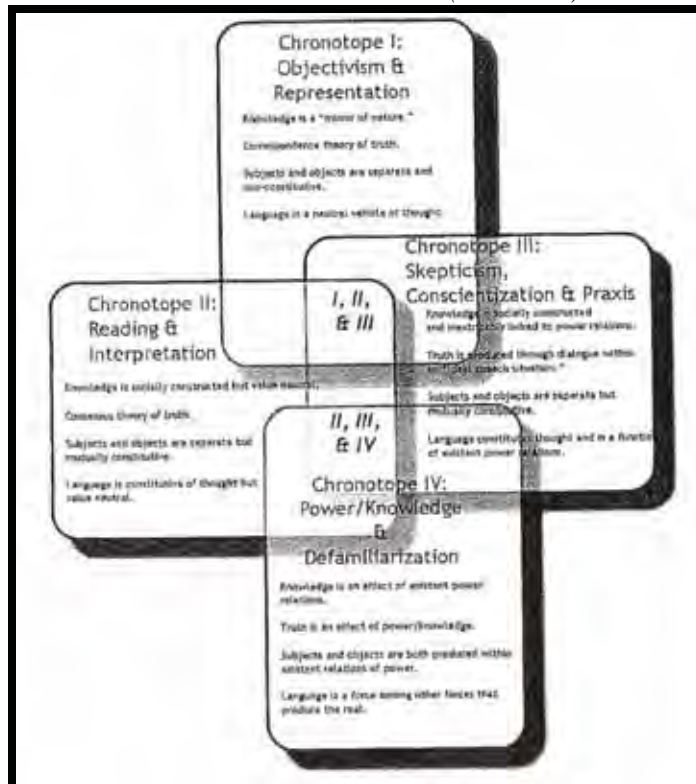 Chronotope I:
Objectivism &
Representation
Knowledge is a "mirror of nature."
Correspondence theory of truth.
Subjects and objects are separate and
non-constitutive.
Language is a neutral vehicle of thought.
Chronotope III:
Skepticism,
Conscientization & Praxis
Knowledge is socially constructed
and inextricably linked to power relations.
Truth is produced through dialogue within
an "ideal speech situation."
Subjects and objects are separate but
mutually constitutive.
Language constitutes thought and is a function
of existent power relations.
I, II,
& III
Chronotope II:
Reading &
Interpretation
Knowledge is socially constructed but value neutral.
Consensus theory of truth.
Subjects and objects are separate but
mutually constitutive.
Language is constitutive of thought but
value neutral.
II, III,
& IV
Chronotope IV:
Power/Knowledge
&
Defamiliarization
Knowledge is an effect of existent power
relations.
Truth is an effect of power/knowledge.
Subjects and objects are both produced within
existent relations of power.
Language is a force among other forces that
produce the real.